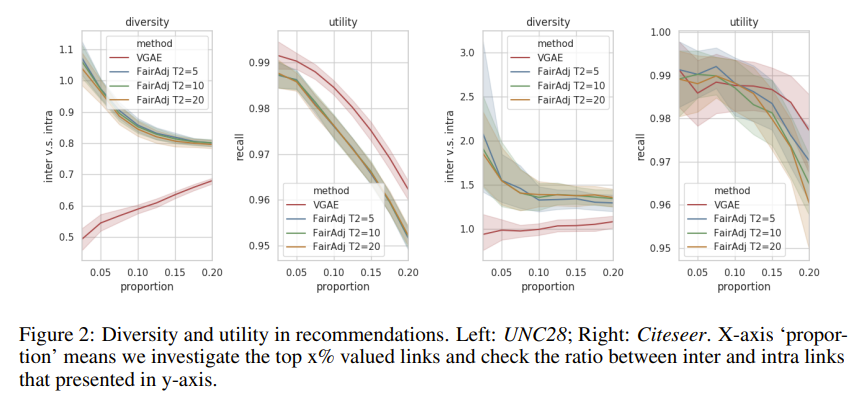 diversity
method
VGAE
FairAdj T2=5
FairAdj T2=10
FairAdj T2=20
1.1
1.0
0.9
0.8
0.7
0.6
0.5
inter v.s. intra
0.05 0.10 0.15 0.20
proportion
utility
method
VGAE
FairAdj T2=5
FairAdj T2=10
FairAdj T2=20
0.99
0.98
0.97
0.96
0.95
recall
0.05 0.10 0.15 0.20
proportion
diversity
method
VGAE
FairAdj T2=5
FairAdj T2=10
FairAdj T2=20
3.0
2.5
2.0
1.5
1.0
inter v.s. intra
0.05 0.10 0.15 0.20
proportion
utility
method
VGAE
FairAdj T2=5
FairAdj T2=10
FairAdj T2=20
1.00
0.99
0.98
0.97
0.96
0.95
recall
0.05 0.10 0.15 0.20
proportion
Figure 2: Diversity and utility in recommendations. Left: UNC28; Right: Citeseer. X-axis ‘propor-
tion’ means we investigate the top x% valued links and check the ratio between inter and intra links
that presented in y-axis.